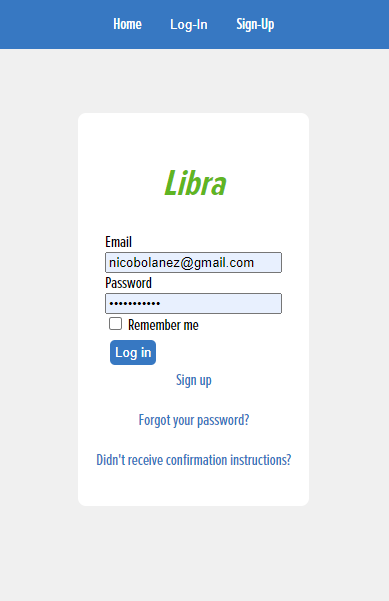 Home Log-In Sign-Up
Libra
Email
nicobolanez@gmail.com
Password
•••••••••••
Remember me
Log in
Sign up
Forgot your password?
Didn't receive confirmation instructions?